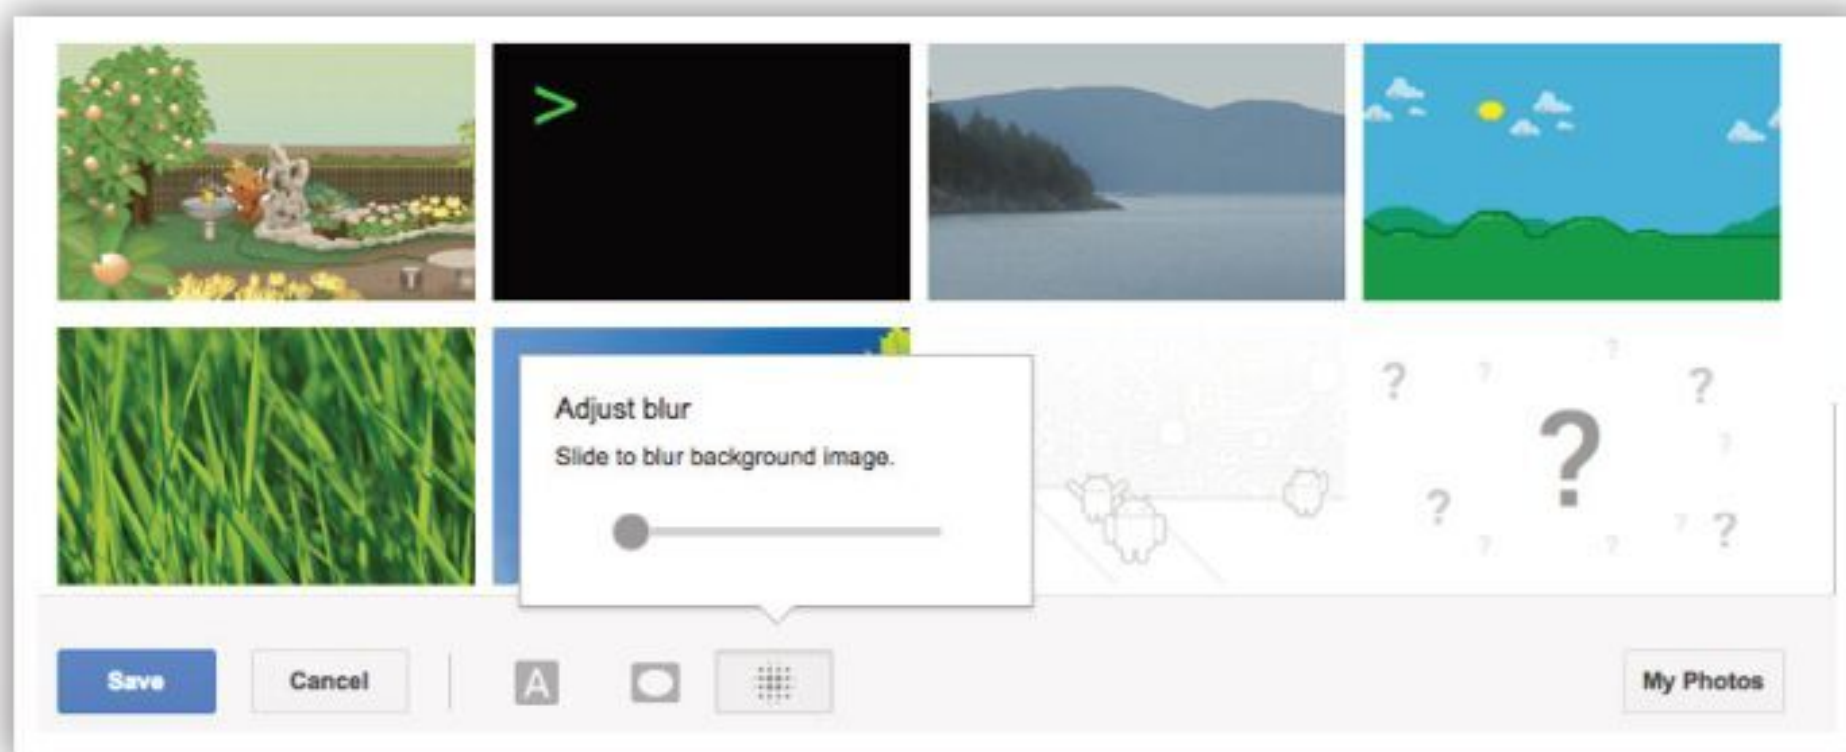 >
? ? ?
? ?
? ?
? ? ?
? ?
Adjust blur
Slide to blur background image.
Save
Cancel
A
My Photos